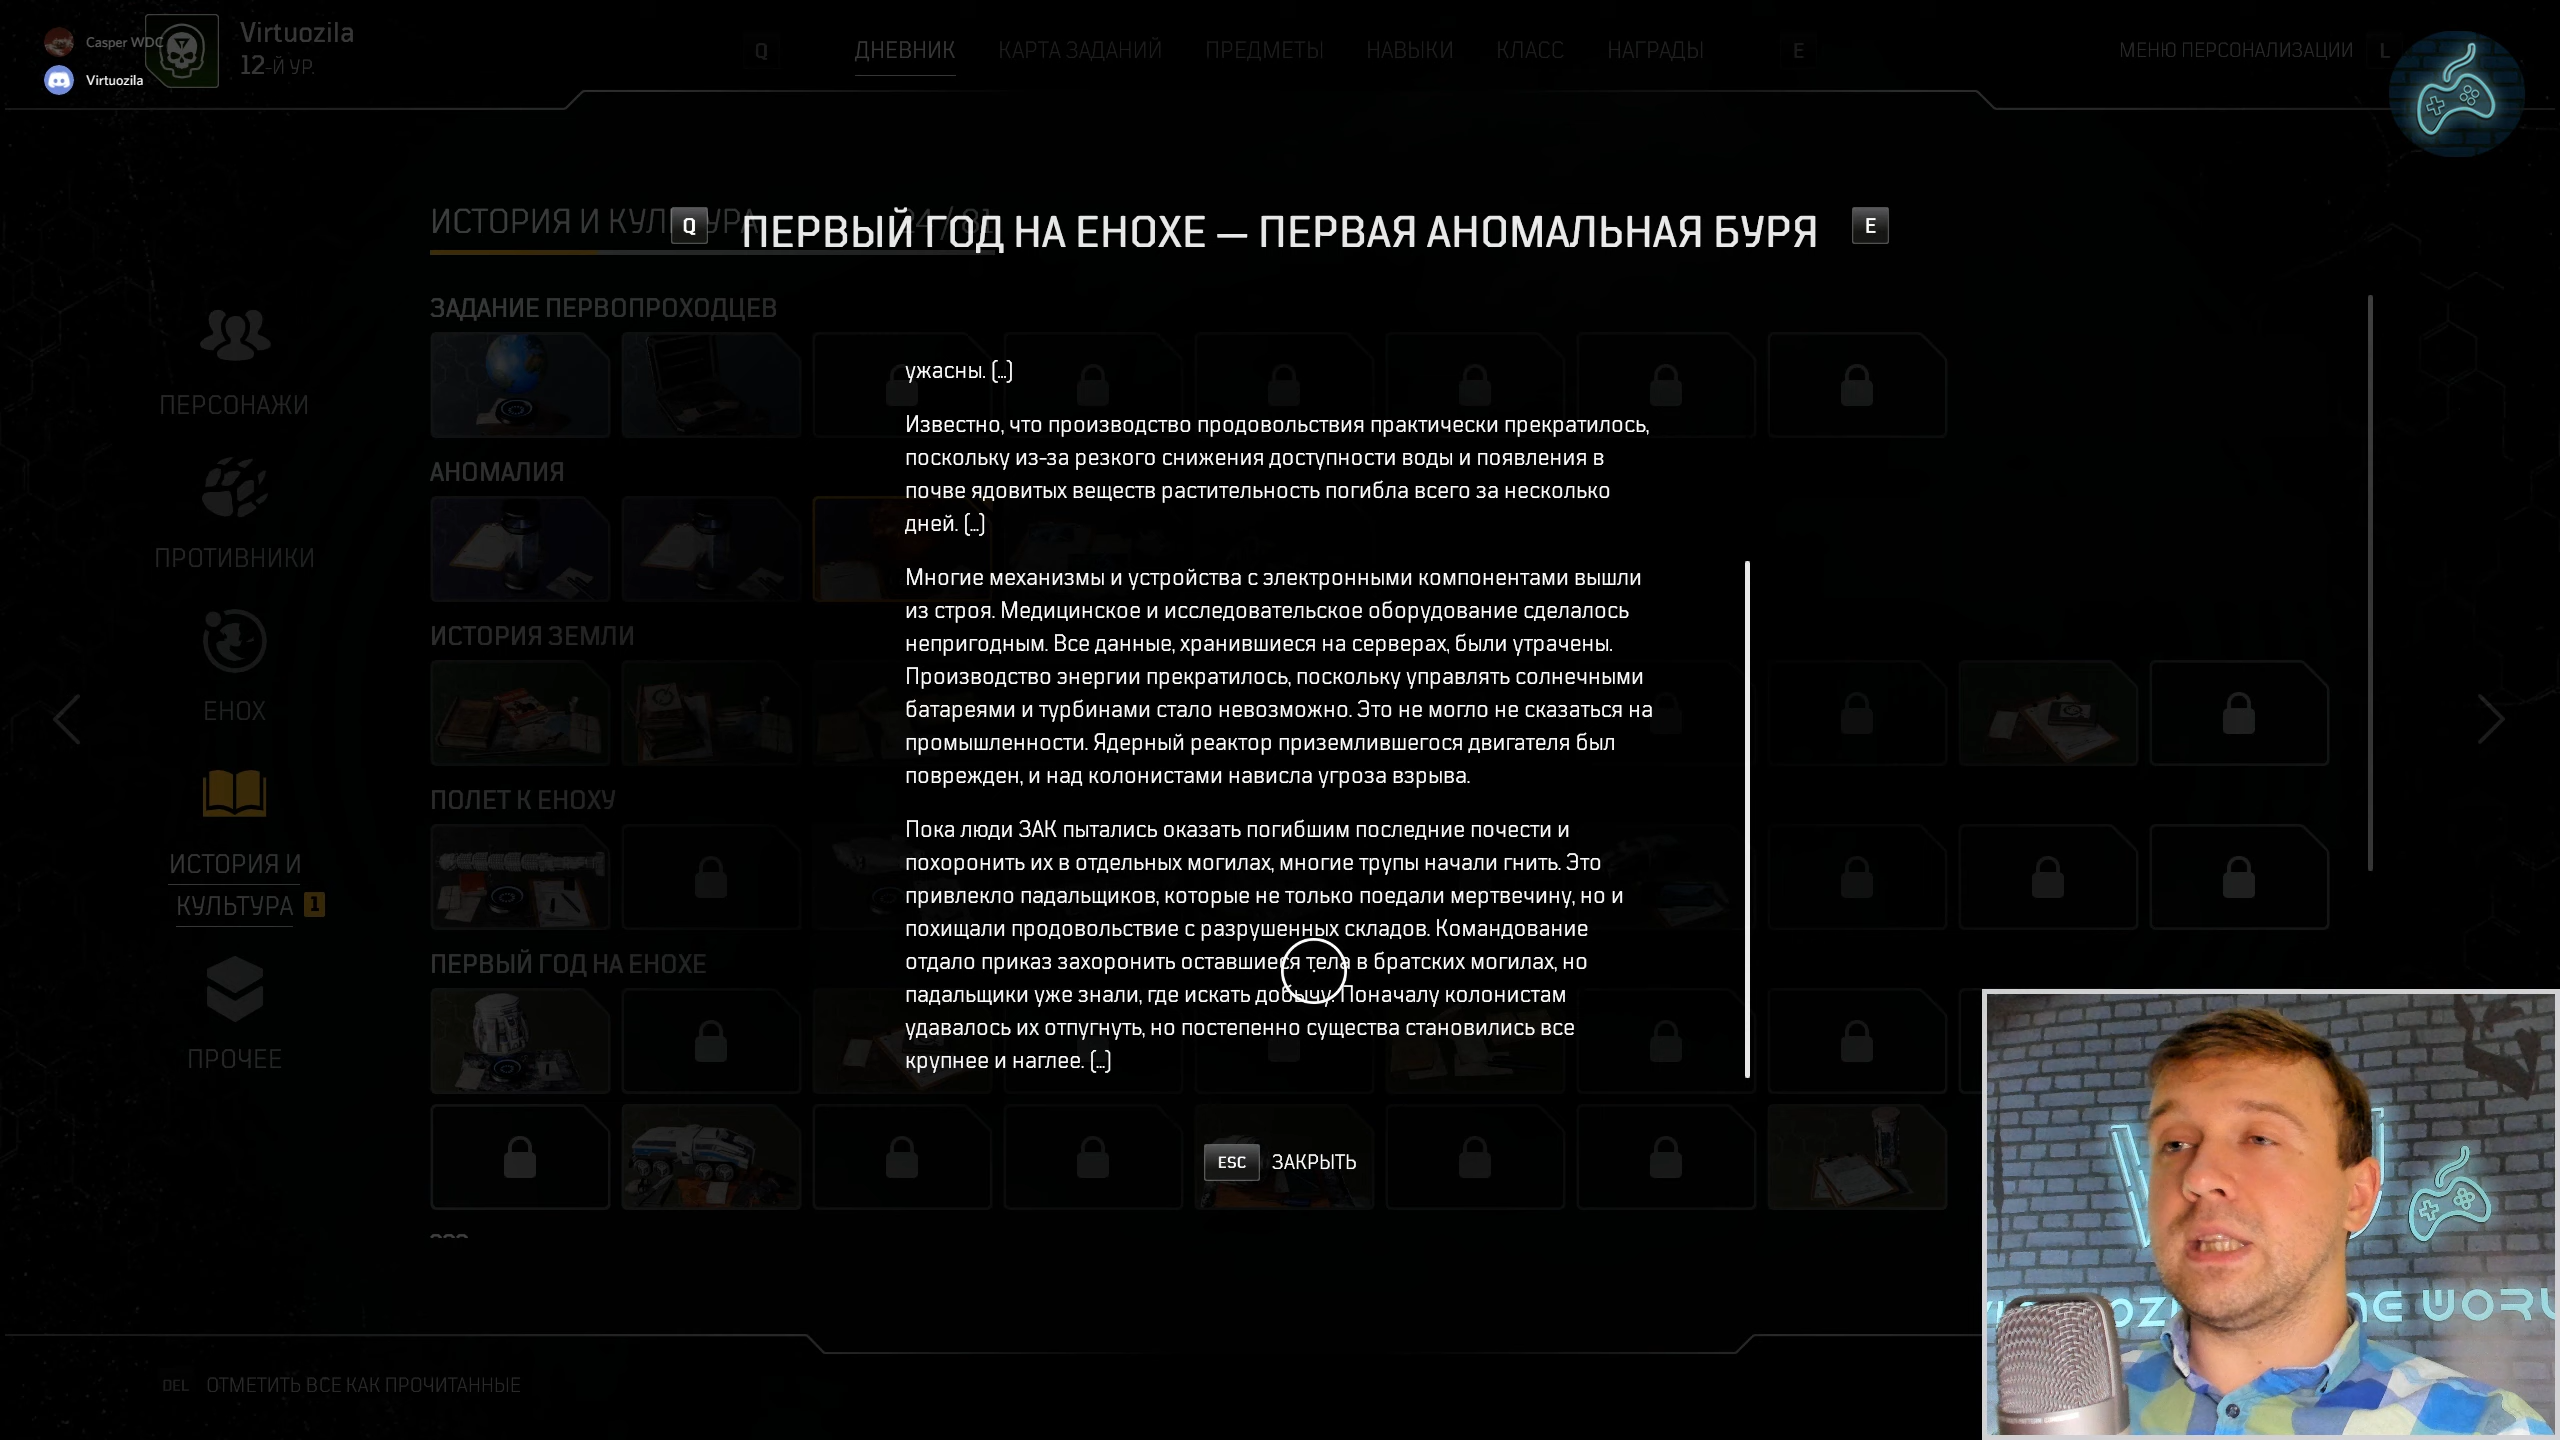 Casper WDC
Virtuozila
Virtuozila
12-Й УР.
Q
ДНЕВНИК
КАРТА ЗАДАНИЙ
ПРЕДМЕТЫ
НАВЫКИ
КЛАСС
НАГРАДЫ
E
МЕНЮ ПЕРСОНАЛИЗАЦИИ
L
ИСТОРИЯ И КУЛЬТУРА
24 / 81
Q
ПЕРВЫЙ ГОД НА ЕНОХЕ — ПЕРВАЯ АНОМАЛЬНАЯ БУРЯ
E
ПЕРСОНАЖИ
ПРОТИВНИКИ
ЕНОХ
ИСТОРИЯ И
КУЛЬТУРА 1
ПРОЧЕЕ
ЗАДАНИЕ ПЕРВОПРОХОДЦЕВ
АНОМАЛИЯ
ИСТОРИЯ ЗЕМЛИ
ПОЛЕТ К ЕНОХУ
ПЕРВЫЙ ГОД НА ЕНОХЕ
ужасны. (...)
Известно, что производство продовольствия практически прекратилось,
поскольку из-за резкого снижения доступности воды и появления в
почве ядовитых веществ растительность погибла всего за несколько
дней. (...)
Многие механизмы и устройства с электронными компонентами вышли
из строя. Медицинское и исследовательское оборудование сделалось
непригодным. Все данные, хранившиеся на серверах, были утрачены.
Производство энергии прекратилось, поскольку управлять солнечными
батареями и турбинами стало невозможно. Это не могло не сказаться на
промышленности. Ядерный реактор приземлившегося двигателя был
поврежден, и над колонистами нависла угроза взрыва.
Пока люди ЗАК пытались оказать погибшим последние почести и
похоронить их в отдельных могилах, многие трупы начали гнить. Это
привлекло падальщиков, которые не только поедали мертвечину, но и
похищали продовольствие с разрушенных складов. Командование
отдало приказ захоронить оставшиеся тела в братских могилах, но
падальщики уже знали, где искать добычу. Поначалу колонистам
удавалось их отпугнуть, но постепенно существа становились все
крупнее и наглее. (...)
ESC ЗАКРЫТЬ
DEL ОТМЕТИТЬ ВСЕ КАК ПРОЧИТАННЫЕ